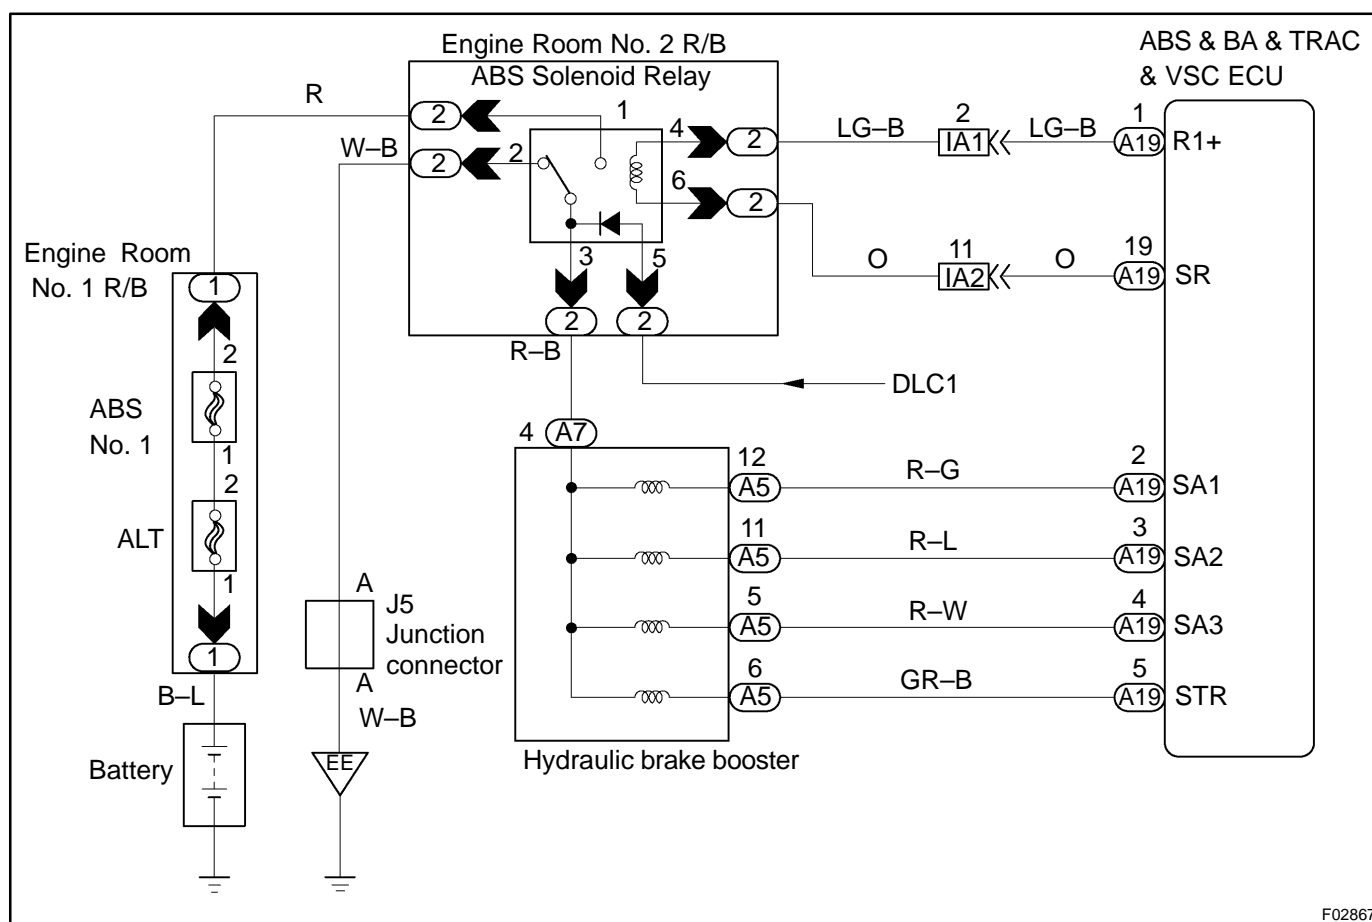 Engine Room No. 2 R/B
ABS Solenoid Relay
ABS & BA & TRAC
& VSC ECU
R
2
1
4
2
LG–B
2
IA1
LG–B
1
A19
R1+
W–B
2
2
6
2
O
11
IA2
O
19
A19
SR
Engine Room
No. 1 R/B
1
3
5
2
2
R–B
DLC1
2
ABS
No. 1
1
4
A7
2
ALT
1
12
A5
R–G
2
A19
SA1
11
A5
R–L
3
A19
SA2
A
J5
Junction
connector
A
W–B
5
A5
R–W
4
A19
SA3
1
B–L
6
A5
GR–B
5
A19
STR
Battery
EE
Hydraulic brake booster
F02867